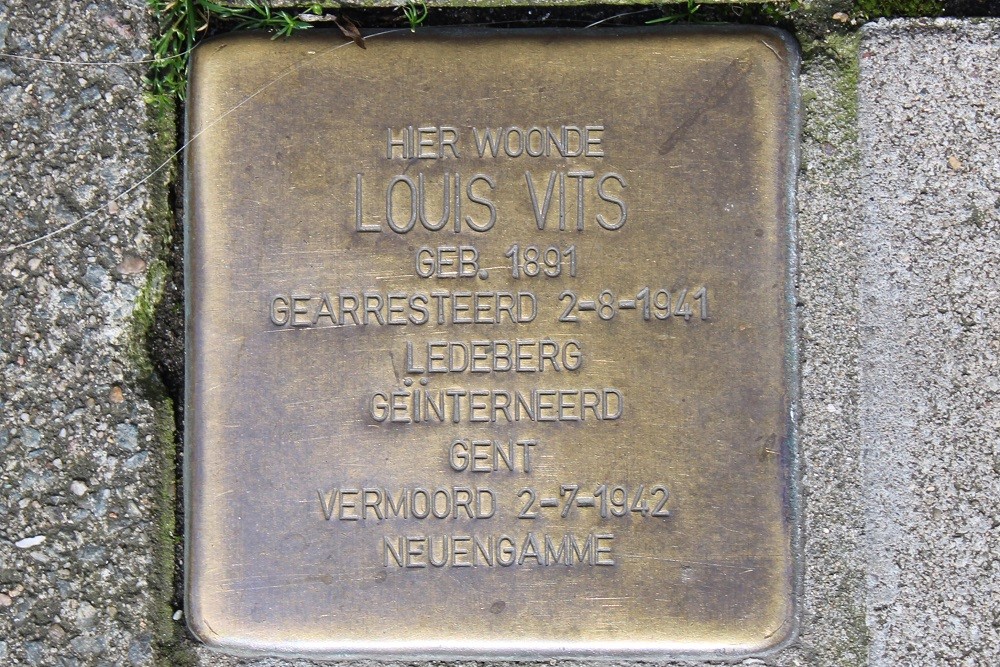 HIER WOONDE
LOUIS VITS
GEB. 1891
GEARRESTEERD 2-8-1941
LEDEBERG
GEÏNTERNEERD
GENT
VERMOORD 2-7-1942
NEUENGAMME